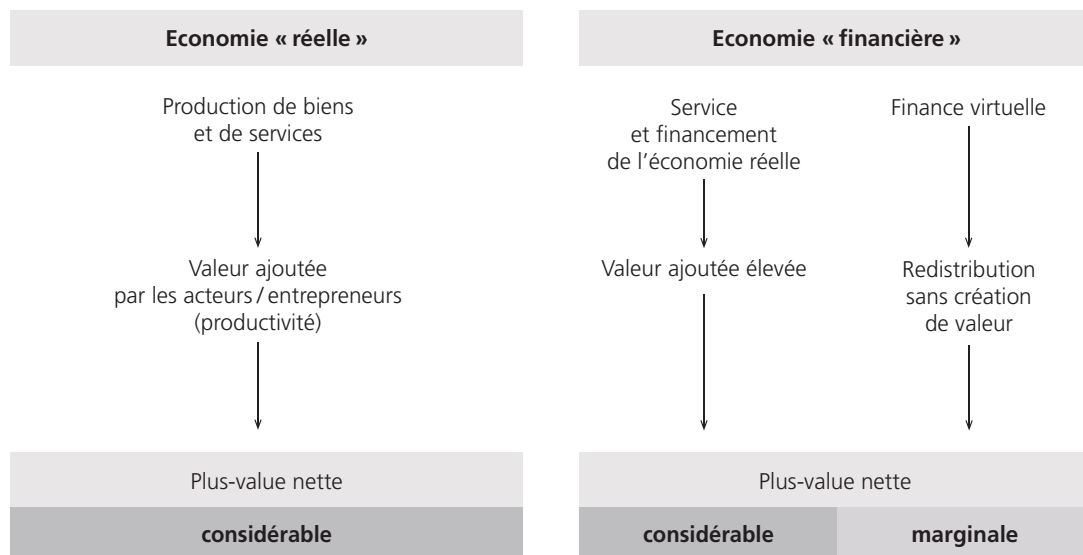 Economie « réelle »
Production de biens
et de services
Valeur ajoutée
par les acteurs / entrepreneurs
(productivité)
Plus-value nette
considérable
Economie « financière »
Service
et financement
de l'économie réelle
Valeur ajoutée élevée
Finance virtuelle
Redistribution
sans création
de valeur
Plus-value nette
considérable
marginale